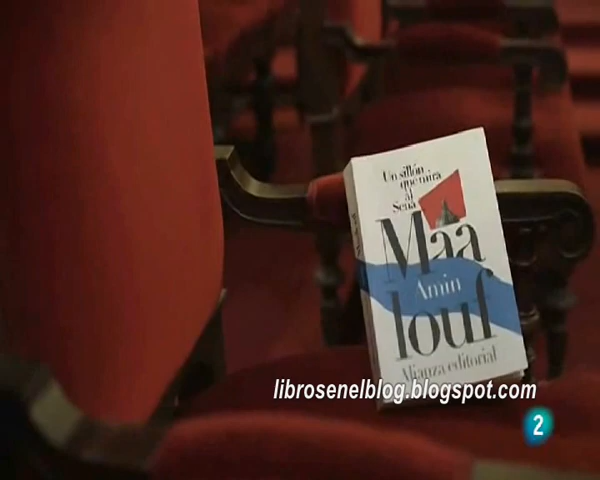 Un sillón
que mira
al
Sena
Maa
Amin
louf
Alianza editorial
librosenelblog.blogspot.com
2